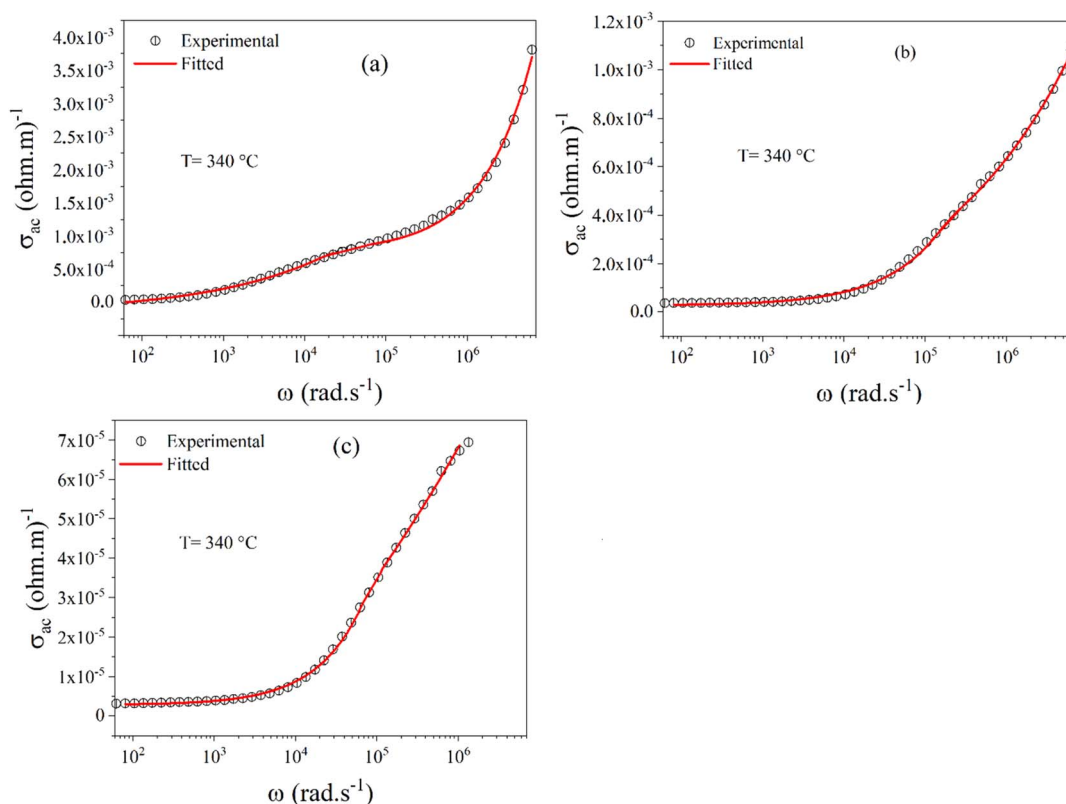 4.0x10⁻³
3.5x10⁻³
3.0x10⁻³
2.5x10⁻³
2.0x10⁻³
1.5x10⁻³
1.0x10⁻³
5.0x10⁻⁴
0.0
σac (ohm.m)⁻¹
Experimental
Fitted
(a)
T= 340 °C
10² 10³ 10⁴ 10⁵ 10⁶
ω (rad.s⁻¹)
1.2x10⁻³
1.0x10⁻³
8.0x10⁻⁴
6.0x10⁻⁴
4.0x10⁻⁴
2.0x10⁻⁴
0.0
σac (ohm.m)⁻¹
Experimental
Fitted
(b)
T= 340 °C
10² 10³ 10⁴ 10⁵ 10⁶
ω (rad.s⁻¹)
7x10⁻⁵
6x10⁻⁵
5x10⁻⁵
4x10⁻⁵
3x10⁻⁵
2x10⁻⁵
1x10⁻⁵
0
σac (ohm.m)⁻¹
Experimental
Fitted
(c)
T= 340 °C
10² 10³ 10⁴ 10⁵ 10⁶
ω (rad.s⁻¹)